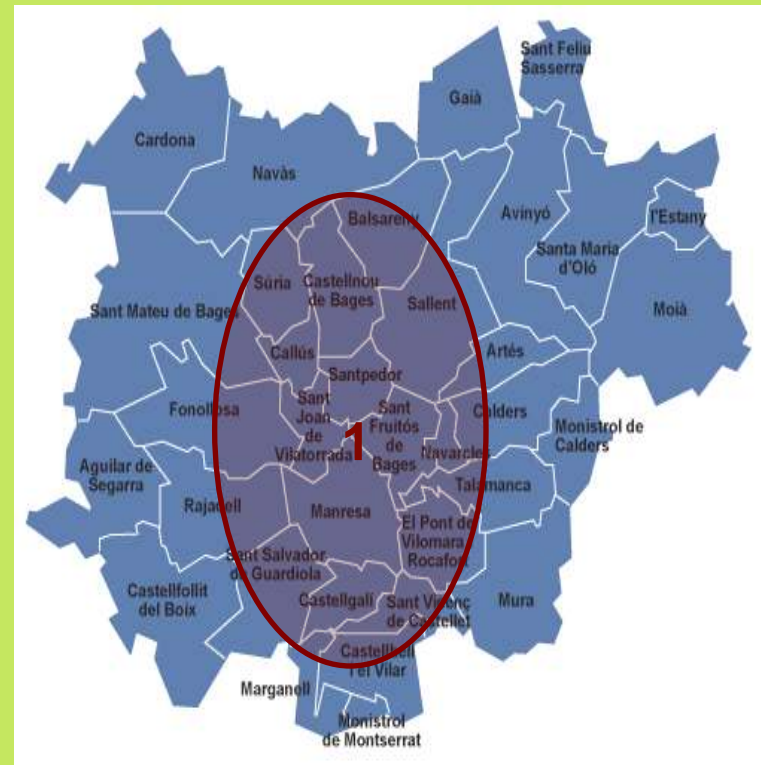 Sant Feliu
Sasserra
Gaià
Cardona
Navàs
Balsareny
Avinyó
l'Estany
Santa Maria
d'Oló
Súria
Castellnou
de Bages
Sallent
Sant Mateu de Bages
Moià
Callús
Artés
Santpedor
Fonollosa
Sant
Joan
de
Vilatorrada
Sant
Fruitós
de
Bages
1
Calders
Monistrol de
Calders
Navarcles
Aguilar de
Segarra
Talamanca
Rajadell
Manresa
El Pont de
Vilomara
Rocafort
Sant Salvador
de Guardiola
Castellfollit
del Boix
Castellgalí
Sant Vicenç
de Castellet
Mura
Castellbell
i el Vilar
Marganell
Monistrol
de Montserrat